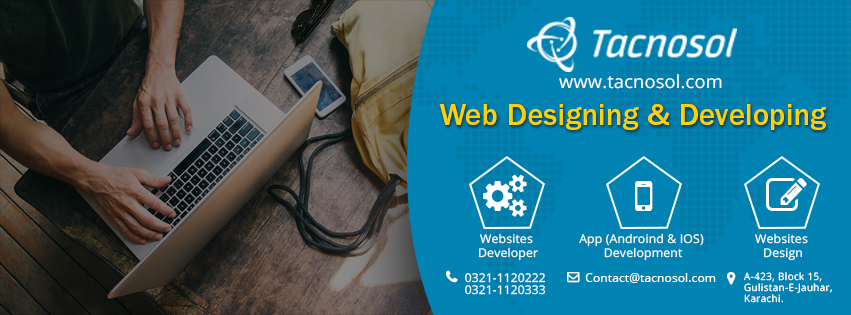 Tacnosol
www.tacnosol.com
Web Designing & Developing
Websites
Developer
App (Androind & IOS)
Development
Websites
Design
0321-1120222
0321-1120333
Contact@tacnosol.com
A-423, Block 15,
Gulistan-E-Jauhar,
Karachi.